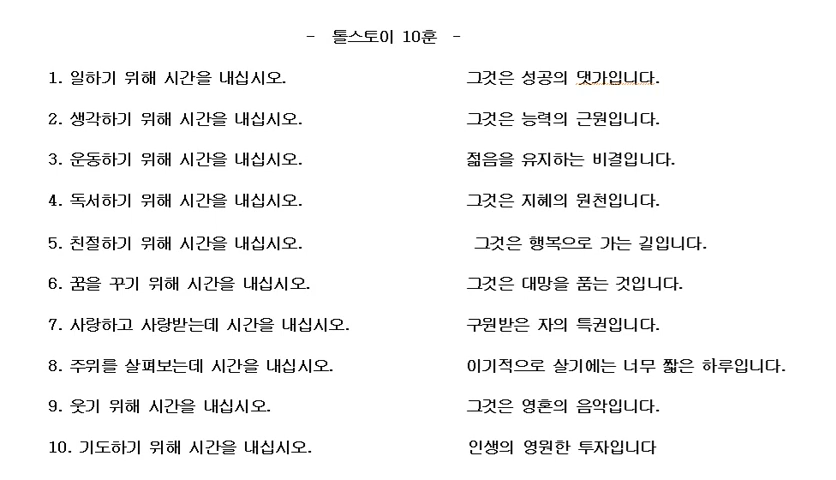 - 톨스토이 10훈 -
1. 일하기 위해 시간을 내십시오. 그것은 성공의 댓가입니다.
2. 생각하기 위해 시간을 내십시오. 그것은 능력의 근원입니다.
3. 운동하기 위해 시간을 내십시오. 젊음을 유지하는 비결입니다.
4. 독서하기 위해 시간을 내십시오. 그것은 지혜의 원천입니다.
5. 친절하기 위해 시간을 내십시오. 그것은 행복으로 가는 길입니다.
6. 꿈을 꾸기 위해 시간을 내십시오. 그것은 대망을 품는 것입니다.
7. 사랑하고 사랑받는데 시간을 내십시오. 구원받은 자의 특권입니다.
8. 주위를 살펴보는데 시간을 내십시오. 이기적으로 살기에는 너무 짧은 하루입니다.
9. 웃기 위해 시간을 내십시오. 그것은 영혼의 음악입니다.
10. 기도하기 위해 시간을 내십시오. 인생의 영원한 투자입니다